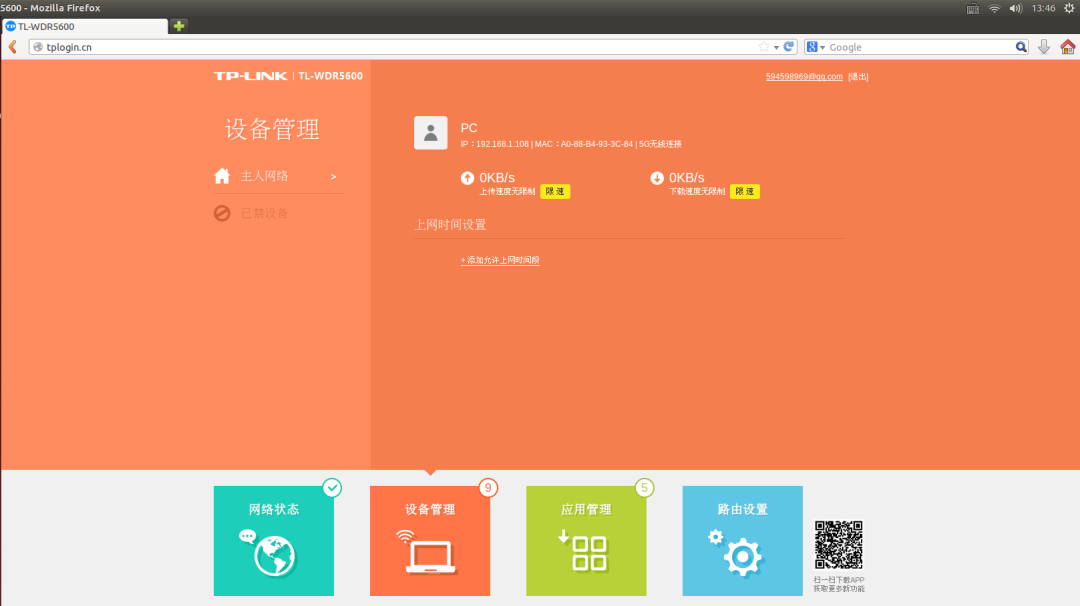 5600 - Mozilla Firefox
13:46
TP TL-WDR5600
tplogin.cn
Google
TP-LINK | TL-WDR5600
594598969@qq.com [退出]
设备管理
PC
IP：192.168.1.108 | MAC：A0-88-B4-93-3C-84 | 5G无线连接
主人网络 >
0KB/s
0KB/s
上传速度无限制 限 速
下载速度无限制 限 速
已禁设备
上网时间设置
+ 添加允许上网时间段
9
5
网络状态
设备管理
应用管理
路由设置
扫一扫下载APP
获取更多新功能